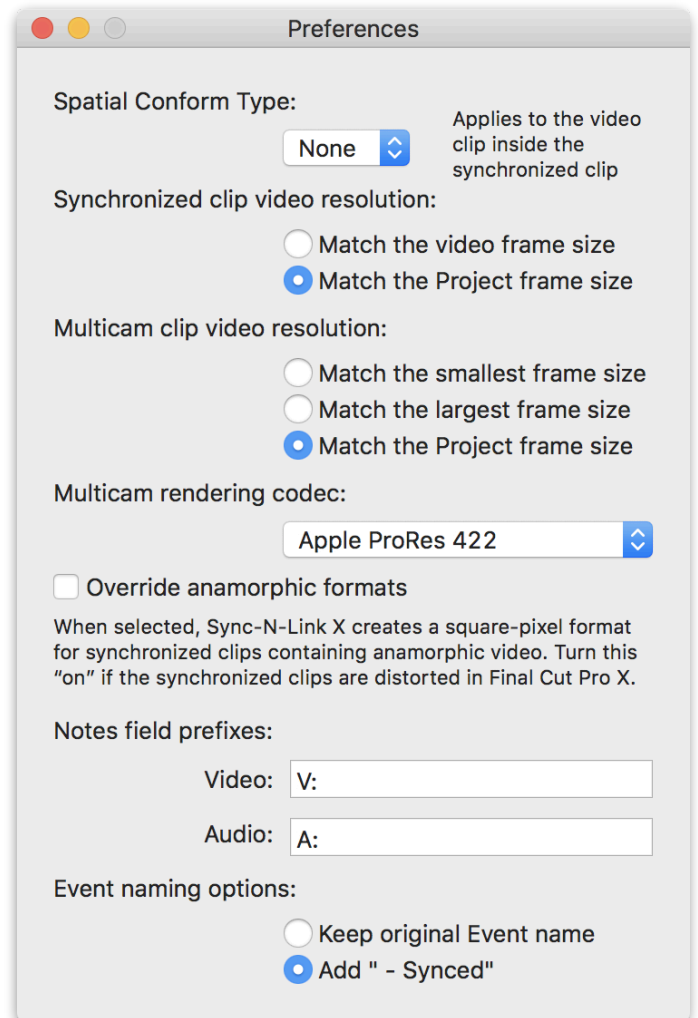 Preferences
Spatial Conform Type:
None
Applies to the video
clip inside the
synchronized clip
Synchronized clip video resolution:
Match the video frame size
Match the Project frame size
Multicam clip video resolution:
Match the smallest frame size
Match the largest frame size
Match the Project frame size
Multicam rendering codec:
Apple ProRes 422
Override anamorphic formats
When selected, Sync-N-Link X creates a square-pixel format
for synchronized clips containing anamorphic video. Turn this
“on” if the synchronized clips are distorted in Final Cut Pro X.
Notes field prefixes:
Video: V:
Audio: A:
Event naming options:
Keep original Event name
Add " - Synced"